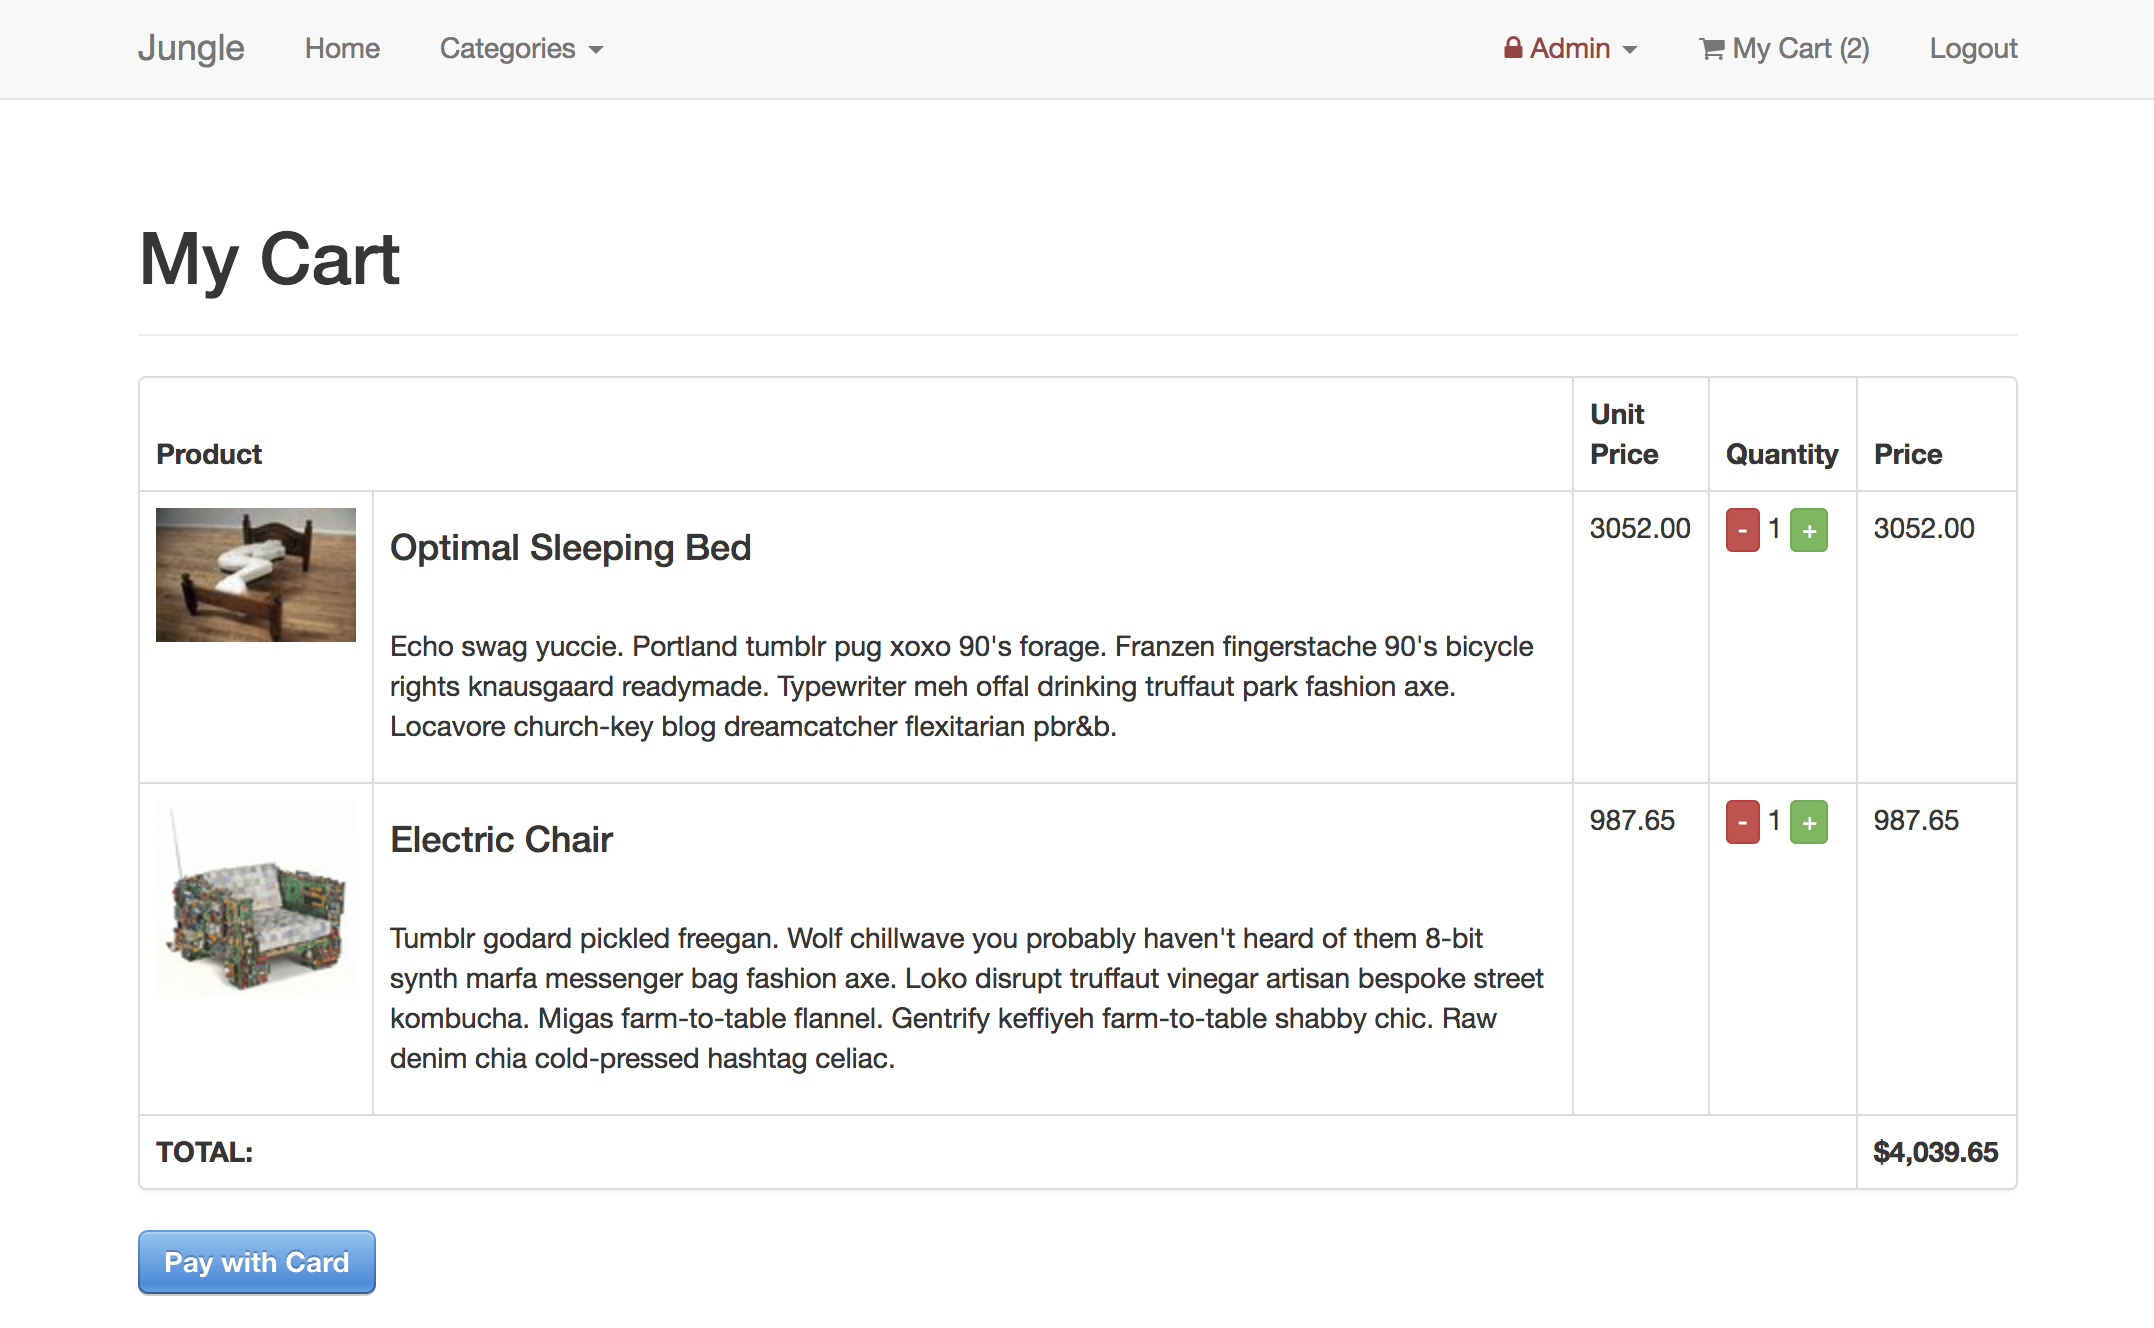 Jungle Home Categories Admin My Cart (2) Logout
My Cart
Product Unit Price Quantity Price
Optimal Sleeping Bed 3052.00 - 1 + 3052.00
Echo swag yuccie. Portland tumblr pug xoxo 90's forage. Franzen fingerstache 90's bicycle
rights knausgaard readymade. Typewriter meh offal drinking truffaut park fashion axe.
Locavore church-key blog dreamcatcher flexitarian pbr&b.
Electric Chair 987.65 - 1 + 987.65
Tumblr godard pickled freegan. Wolf chillwave you probably haven't heard of them 8-bit
synth marfa messenger bag fashion axe. Loko disrupt truffaut vinegar artisan bespoke street
kombucha. Migas farm-to-table flannel. Gentrify keffiyeh farm-to-table shabby chic. Raw
denim chia cold-pressed hashtag celiac.
TOTAL: $4,039.65
Pay with Card